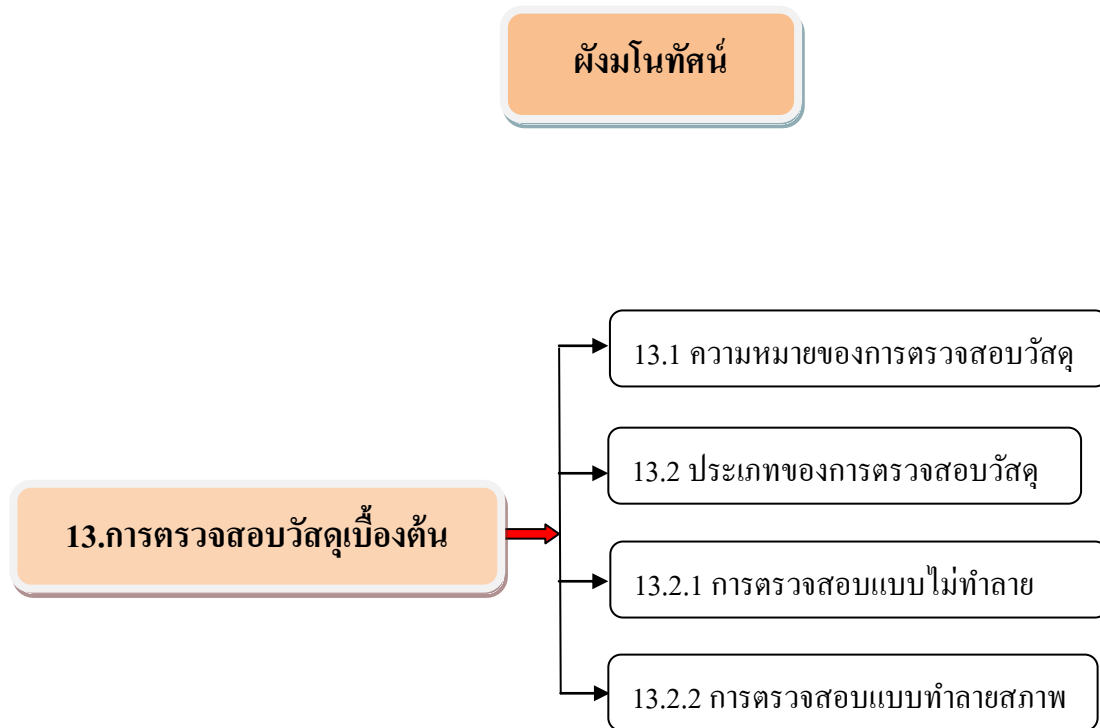 ผังมโนทัศน์
13.1 ความหมายของการตรวจสอบวัสดุ
13.2 ประเภทของการตรวจสอบวัสดุ
13.การตรวจสอบวัสดุเบื้องต้น
13.2.1 การตรวจสอบแบบไม่ทำลาย
13.2.2 การตรวจสอบแบบทำลายสภาพ